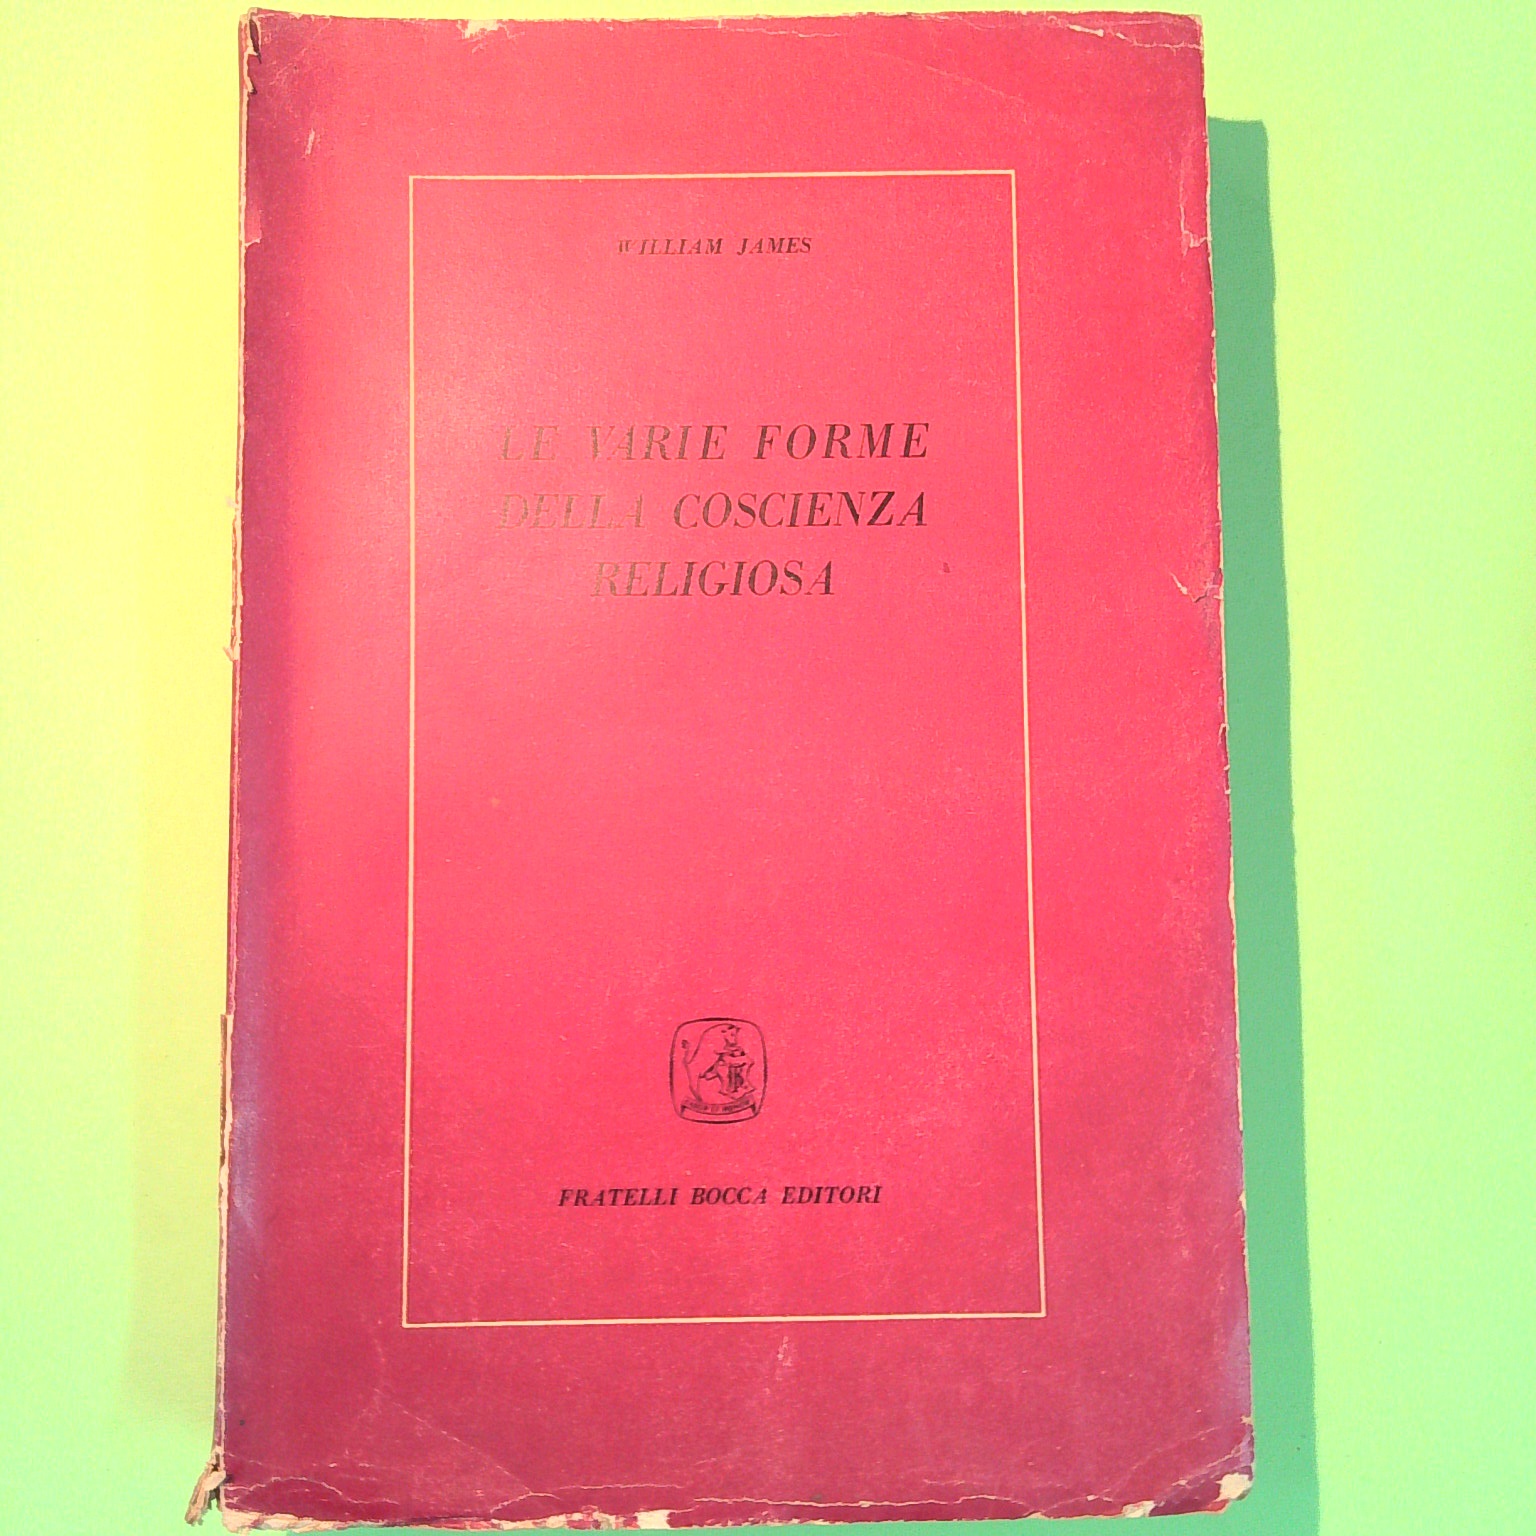 WILLIAM JAMES
LE VARIE FORME
DELLA COSCIENZA
RELIGIOSA
FRATELLI BOCCA EDITORI